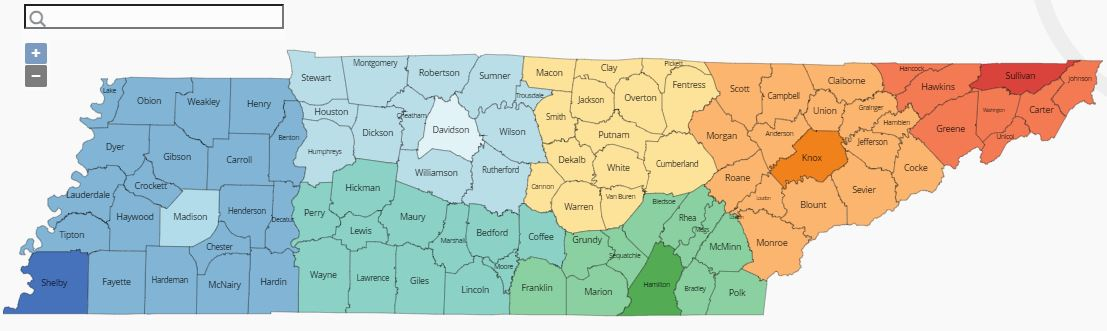 +
−
Lake
Obion
Weakley
Henry
Stewart
Montgomery
Robertson
Sumner
Macon
Clay
Pickett
Fentress
Scott
Campbell
Claiborne
Hancock
Hawkins
Sullivan
Johnson
Dyer
Gibson
Carroll
Benton
Houston
Humphreys
Dickson
Cheatham
Davidson
Wilson
Trousdale
Smith
Jackson
Overton
Putnam
Morgan
Anderson
Union
Grainger
Hamblen
Greene
Washington
Unicoi
Carter
Lauderdale
Crockett
Haywood
Madison
Henderson
Decatur
Perry
Hickman
Williamson
Rutherford
Cannon
Dekalb
White
Cumberland
Roane
Loudon
Knox
Jefferson
Cocke
Sevier
Blount
Monroe
Tipton
Chester
Lewis
Maury
Marshall
Bedford
Coffee
Warren
Van Buren
Bledsoe
Rhea
Meigs
McMinn
Grundy
Sequatchie
Shelby
Fayette
Hardeman
McNairy
Hardin
Wayne
Lawrence
Giles
Lincoln
Moore
Franklin
Marion
Hamilton
Bradley
Polk